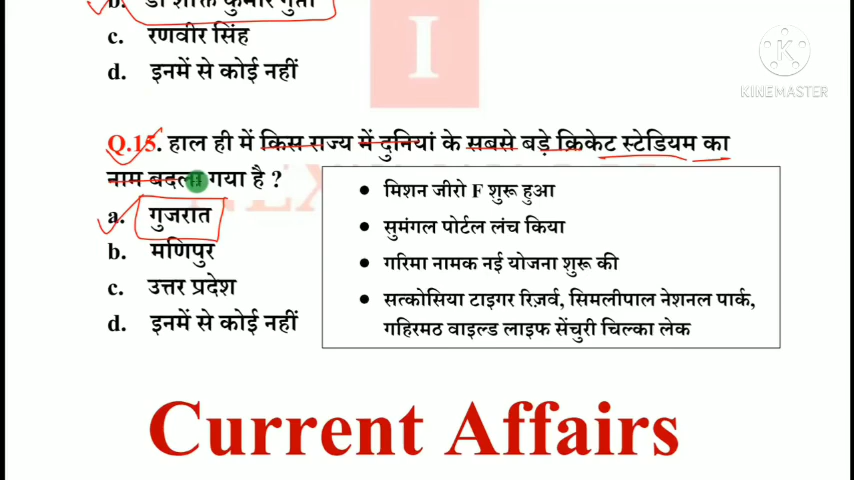 b. डॉ शक्ति कुमार गुप्ता
c. रणवीर सिंह
d. इनमें से कोई नहीं
I
KINEMASTER
Q.15. हाल ही में किस राज्य में दुनियां के सबसे बड़े क्रिकेट स्टेडियम का
नाम बदला गया है ?
a. गुजरात
b. मणिपुर
c. उत्तर प्रदेश
d. इनमें से कोई नहीं
• मिशन जीरो F शुरू हुआ
• सुमंगल पोर्टल लंच किया
• गरिमा नामक नई योजना शुरू की
• सत्कोसिया टाइगर रिज़र्व, सिमलीपाल नेशनल पार्क,
गहिरमठ वाइल्ड लाइफ सेंचुरी चिल्का लेक
Current Affairs